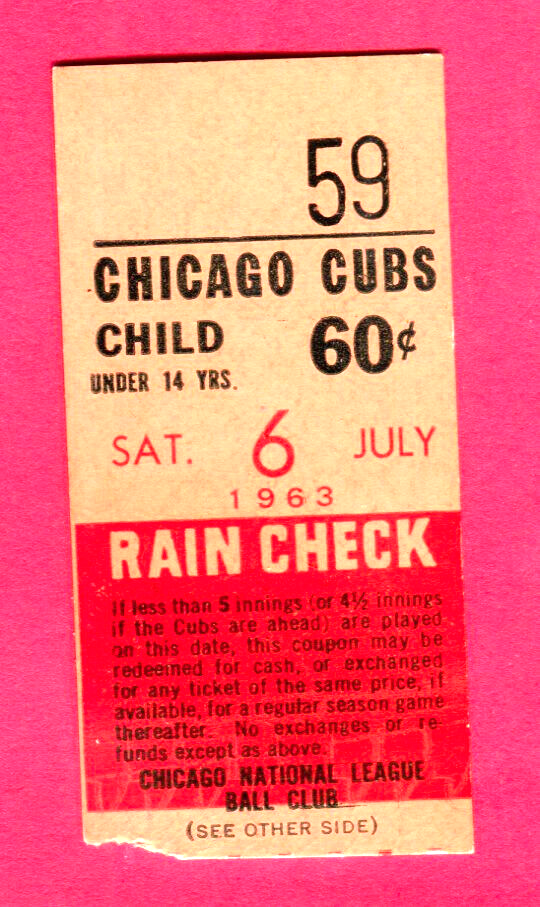 59
CHICAGO CUBS
CHILD 60¢
UNDER 14 YRS.
SAT. 6 JULY
1963
RAIN CHECK
If less than 5 innings (or 4½ innings
if the Cubs are ahead) are played
on this date, this coupon may be
redeemed for cash, or exchanged
for any ticket of the same price, if
available, for a regular season game
thereafter. No exchanges or re-
funds except as above.
CHICAGO NATIONAL LEAGUE
BALL CLUB
(SEE OTHER SIDE)